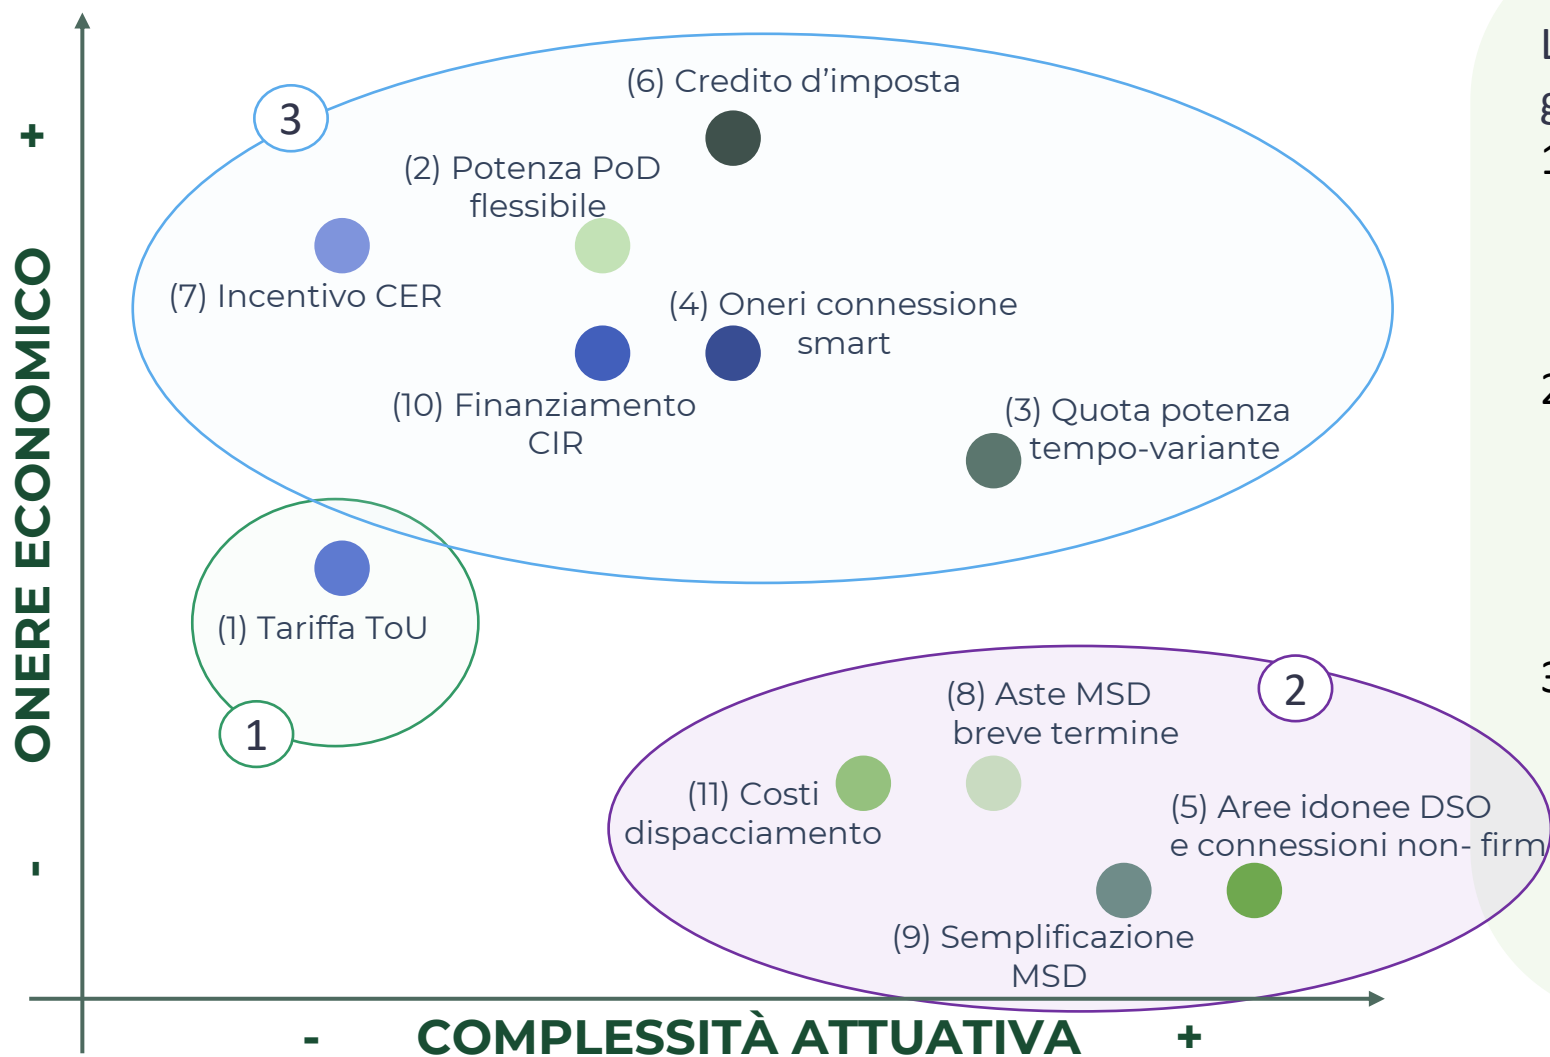 (6) Credito d’imposta
3
+
(2) Potenza PoD
flessibile
(7) Incentivo CER
(4) Oneri connessione
smart
(10) Finanziamento
CIR
(3) Quota potenza
tempo-variante
ONERE ECONOMICO
(1) Tariffa ToU
1
2
(8) Aste MSD
breve termine
(11) Costi
dispacciamento
(5) Aree idonee DSO
e connessioni non- firm
-
(9) Semplificazione
MSD
- COMPLESSITÀ ATTUATIVA +